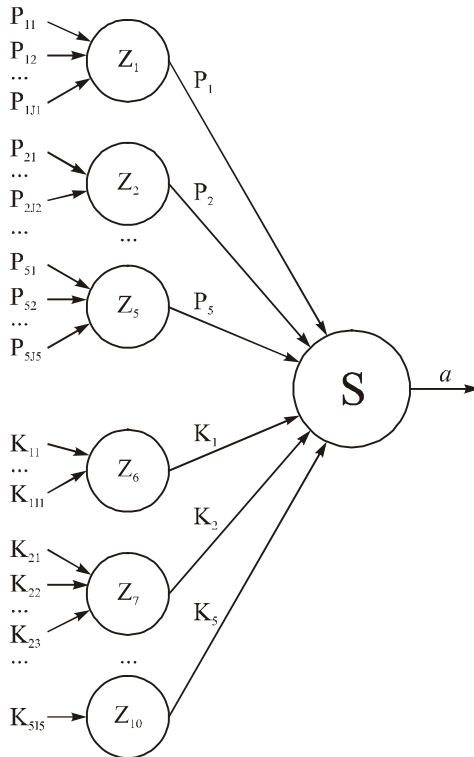 P11
P12
...
P1J1
Z1
P1
P21
...
P2J2
Z2
P2
...
...
P51
P52
...
P5J5
Z5
P5
S
a
K11
...
K1I1
Z6
K1
K21
K22
...
K23
Z7
K2
...
...
K5I5
Z10
K5